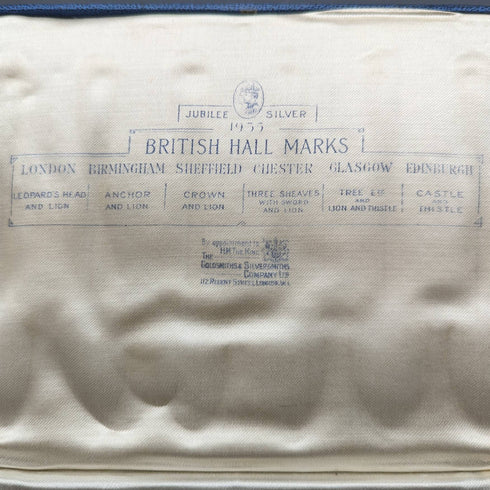 JUBILEE SILVER
1935
BRITISH HALL MARKS
LONDON BIRMINGHAM SHEFFIELD CHESTER GLASGOW EDINBURGH
LEOPARD'S HEAD ANCHOR CROWN THREE SHEAVES TREE Etc CASTLE
AND LION AND LION AND LION WITH SWORD AND LION AND LION AND THISTLE AND THISTLE
By appointment to
H.M. The King
THE
GOLDSMITHS & SILVERSMITHS
COMPANY LTD
112 REGENT STREET, LONDON, W.1.